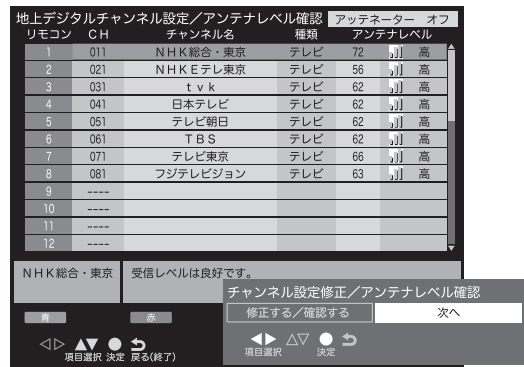 地上デジタルチャンネル設定／アンテナレベル確認 アッテネーター オフ
リモコン CH チャンネル名 種類 アンテナレベル
1 011 NHK総合・東京 テレビ 72 高
2 021 NHKEテレ東京 テレビ 56 高
3 031 tvk テレビ 62 高
4 041 日本テレビ テレビ 62 高
5 051 テレビ朝日 テレビ 62 高
6 061 TBS テレビ 62 高
7 071 テレビ東京 テレビ 66 高
8 081 フジテレビジョン テレビ 63 高
9 ----
10 ----
11 ----
12 ----
NHK総合・東京 受信レベルは良好です。
チャンネル設定修正／アンテナレベル確認
修正する／確認する 次へ
青 赤
項目選択 決定 戻る(終了)
項目選択 決定